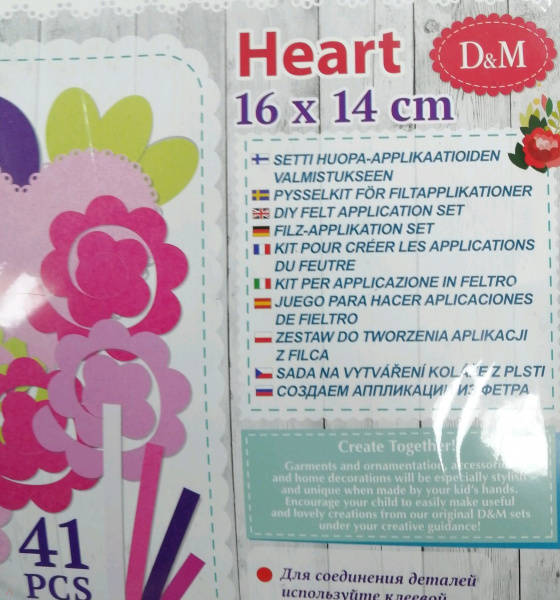 Heart
D&M
16 x 14 cm
SETTI HUOPA-APPLIKAATIOIDEN
VALMISTUKSEEN
PYSSELKIT FÖR FILTAPPLIKATIONER
DIY FELT APPLICATION SET
FILZ-APPLIKATION SET
KIT POUR CRÉER LES APPLICATIONS
DU FEUTRE
KIT PER APPLICAZIONE IN FELTRO
JUEGO PARA HACER APLICACIONES
DE FIELTRO
ZESTAW DO TWORZENIA APLIKACJI
Z FILCA
SADA NA VYTVÁŘENÍ KOLÁŽE Z PLSTI
СОЗДАЕМ АППЛИКАЦИИ ИЗ ФЕТРА
Create Together!
Garments and ornamentation, accessories
and home decorations will be especially stylish
and unique when made by your kid's hands.
Encourage your child to easily make useful
and lovely creations from our original D&M sets
under your creative guidance!
41
PCS
Для соединения деталей
используйте клеевой